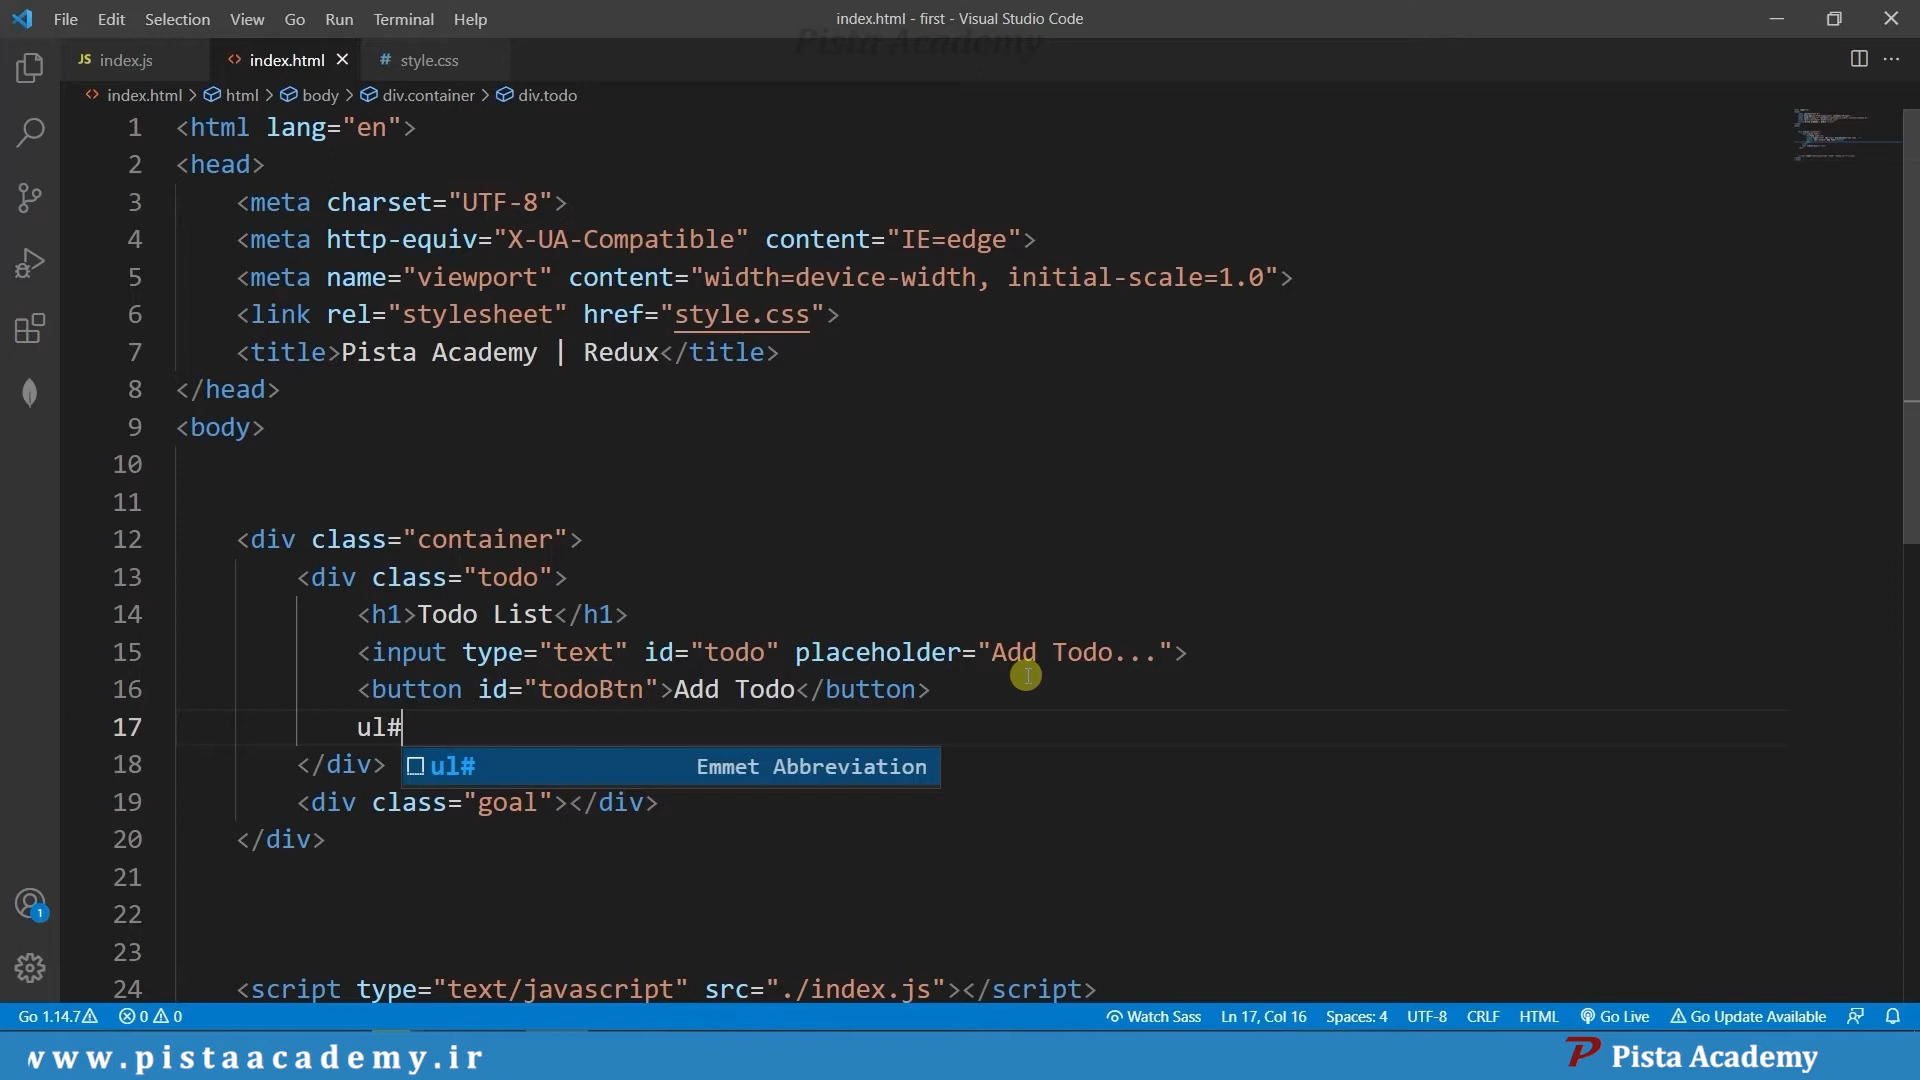 File Edit Selection View Go Run Terminal Help
index.html - first - Visual Studio Code
Pista Academy
JS index.js
<> index.html
# style.css
<> index.html > html > body > div.container > div.todo
1 <html lang="en">
2 <head>
3 <meta charset="UTF-8">
4 <meta http-equiv="X-UA-Compatible" content="IE=edge">
5 <meta name="viewport" content="width=device-width, initial-scale=1.0">
6 <link rel="stylesheet" href="style.css">
7 <title>Pista Academy | Redux</title>
8 </head>
9 <body>
10
11
12 <div class="container">
13 <div class="todo">
14 <h1>Todo List</h1>
15 <input type="text" id="todo" placeholder="Add Todo...">
16 <button id="todoBtn">Add Todo</button>
17 ul#
ul# Emmet Abbreviation
18 </div>
19 <div class="goal"></div>
20 </div>
21
22
23
24 <script type="text/javascript" src="./index.js"></script>
1
Go 1.14.7 0 0 Watch Sass Ln 17, Col 16 Spaces: 4 UTF-8 CRLF HTML Go Live Go Update Available
www.pistaacademy.ir
P Pista Academy